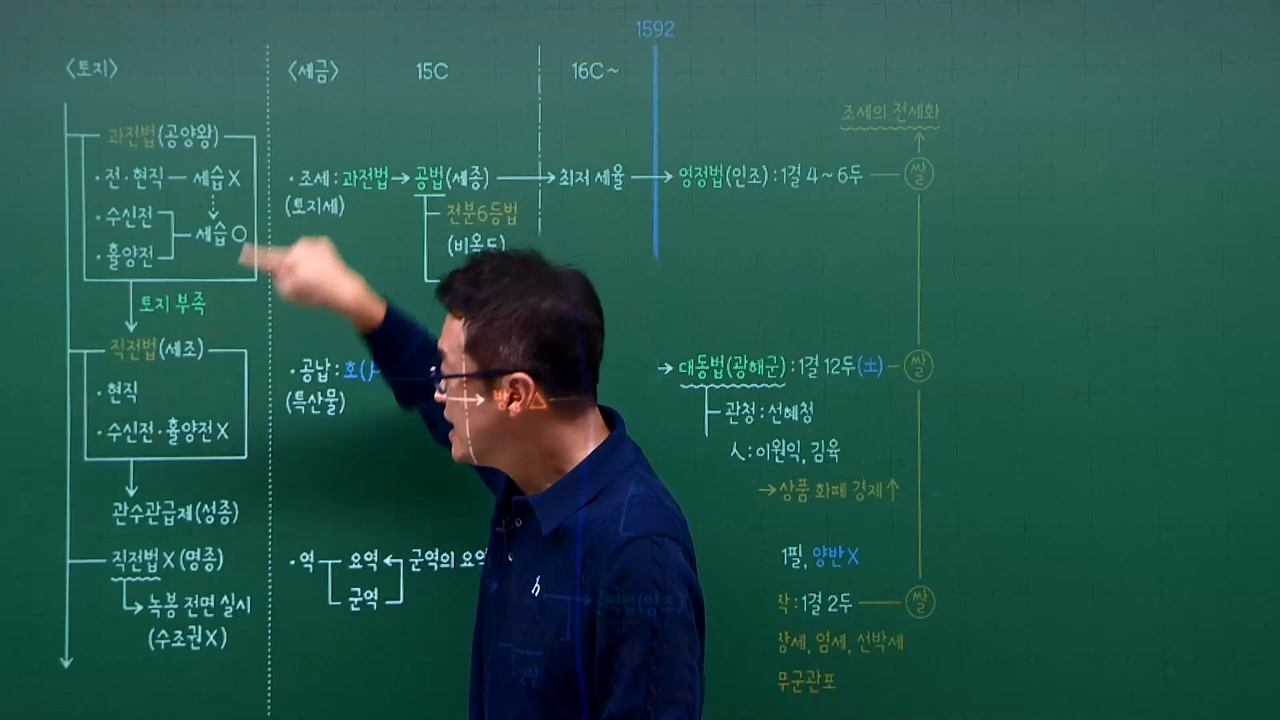 1592
<토지>
<세금> 15C 16C~
조세의 전세화
과전법(공양왕)
· 전·현직 — 세습 X
· 수신전
· 휼양전
세습 O
토지 부족
직전법(세조)
· 현직
· 수신전·휼양전 X
관수관급제(성종)
직전법 X (명종)
녹봉 전면 실시
(수조권 X)
· 조세 : 과전법 → 공법(세종) → 최저 세율 → 영정법(인조) : 1결 4~6두 — 쌀
(토지세)
전분6등법
· 공납 : 호(
(특산물)
→ 대동법(광해군) : 1결 12두(土) — 쌀
관청 : 선혜청
人 : 이원익, 김육
→ 상품 화폐 경제 ↑
· 역
요역 ← 군역의 요역
군역
1필, 양반 X
작 : 1결 2두 — 쌀
장세, 염세, 선박세
무군관포